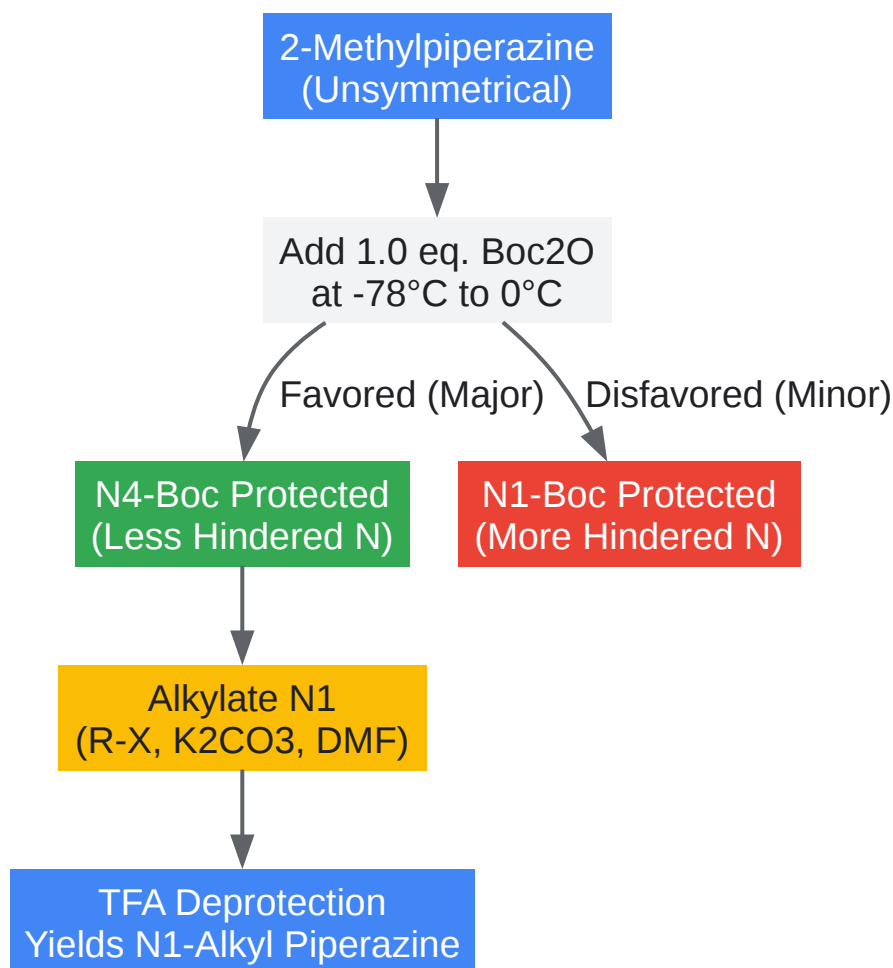 2-Methylpiperazine
(Unsymmetrical)
Add 1.0 eq. Boc2O
at -78°C to 0°C
Favored (Major)
Disfavored (Minor)
N4-Boc Protected
(Less Hindered N)
N1-Boc Protected
(More Hindered N)
Alkylate N1
(R-X, K2CO3, DMF)
TFA Deprotection
Yields N1-Alkyl Piperazine